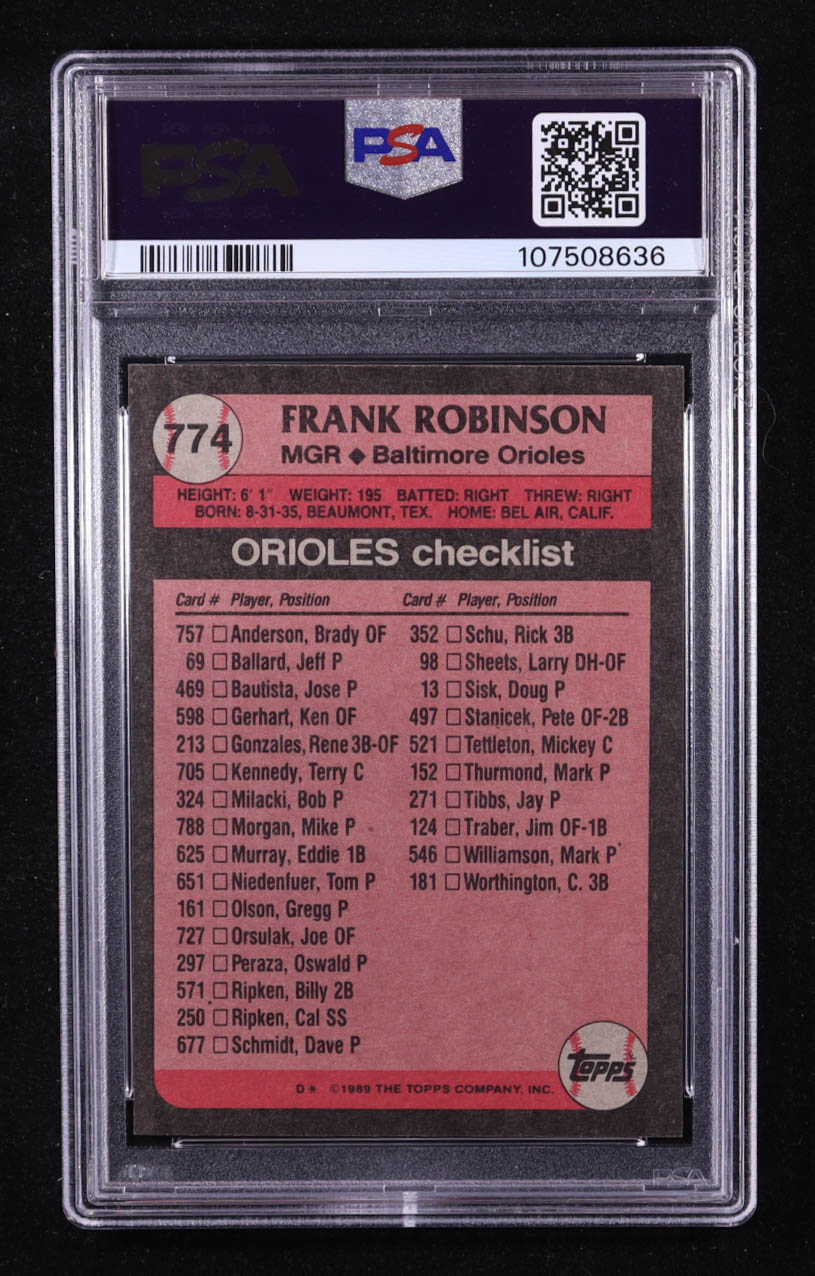 PSA
PSA
107508636
774
FRANK ROBINSON
MGR ◆ Baltimore Orioles
HEIGHT: 6' 1" WEIGHT: 195 BATTED: RIGHT THREW: RIGHT
BORN: 8-31-35, BEAUMONT, TEX. HOME: BEL AIR, CALIF.
ORIOLES checklist
Card # Player, Position Card # Player, Position
757 □ Anderson, Brady OF 352 □ Schu, Rick 3B
69 □ Ballard, Jeff P 98 □ Sheets, Larry DH-OF
469 □ Bautista, Jose P 13 □ Sisk, Doug P
598 □ Gerhart, Ken OF 497 □ Stanicek, Pete OF-2B
213 □ Gonzales, Rene 3B-OF 521 □ Tettleton, Mickey C
705 □ Kennedy, Terry C 152 □ Thurmond, Mark P
324 □ Milacki, Bob P 271 □ Tibbs, Jay P
788 □ Morgan, Mike P 124 □ Traber, Jim OF-1B
625 □ Murray, Eddie 1B 546 □ Williamson, Mark P
651 □ Niedenfuer, Tom P 181 □ Worthington, C. 3B
161 □ Olson, Gregg P
727 □ Orsulak, Joe OF
297 □ Peraza, Oswald P
571 □ Ripken, Billy 2B
250 □ Ripken, Cal SS
677 □ Schmidt, Dave P
topps
D * ©1989 THE TOPPS COMPANY, INC.
PSA